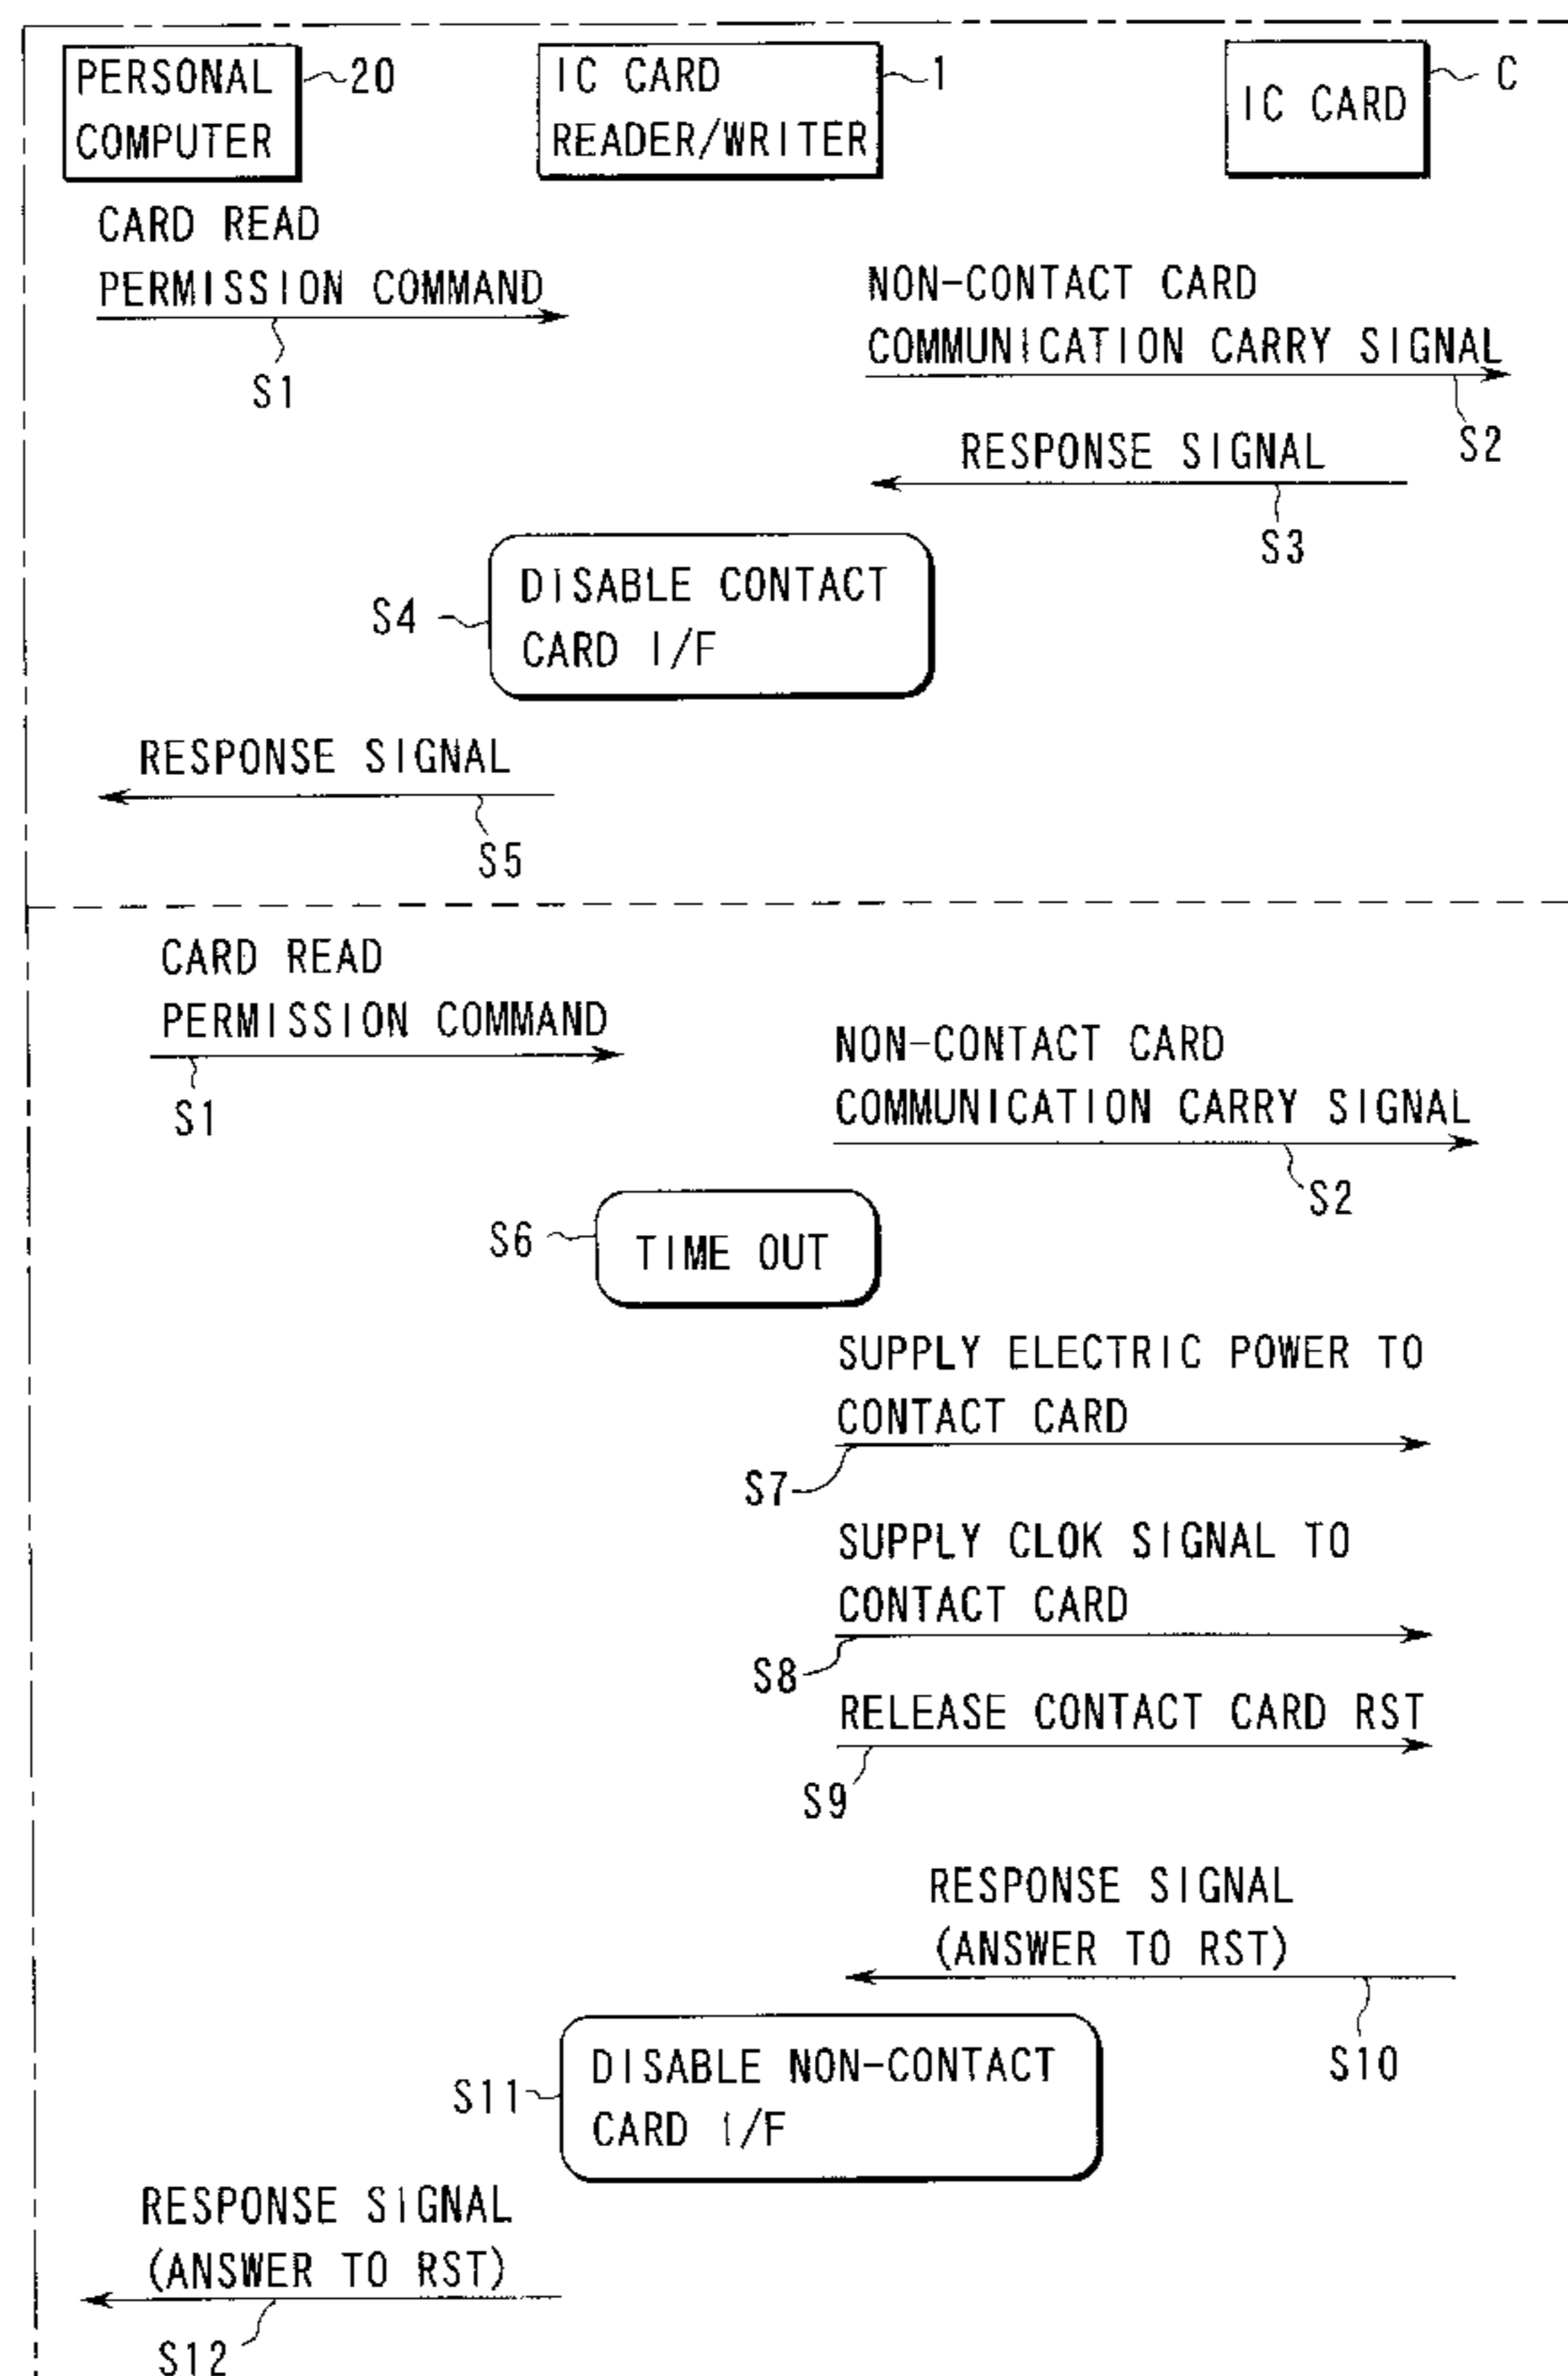 PERSONAL
COMPUTER
20
IC CARD
READER/WRITER
1
IC CARD
C
CARD READ
PERMISSION COMMAND
S1
NON-CONTACT CARD
COMMUNICATION CARRY SIGNAL
S2
RESPONSE SIGNAL
S3
S4
DISABLE CONTACT
CARD I/F
RESPONSE SIGNAL
S5
CARD READ
PERMISSION COMMAND
S1
NON-CONTACT CARD
COMMUNICATION CARRY SIGNAL
S2
S6
TIME OUT
SUPPLY ELECTRIC POWER TO
CONTACT CARD
S7
SUPPLY CLOK SIGNAL TO
CONTACT CARD
S8
RELEASE CONTACT CARD RST
S9
RESPONSE SIGNAL
(ANSWER TO RST)
S10
S11
DISABLE NON-CONTACT
CARD I/F
RESPONSE SIGNAL
(ANSWER TO RST)
S12